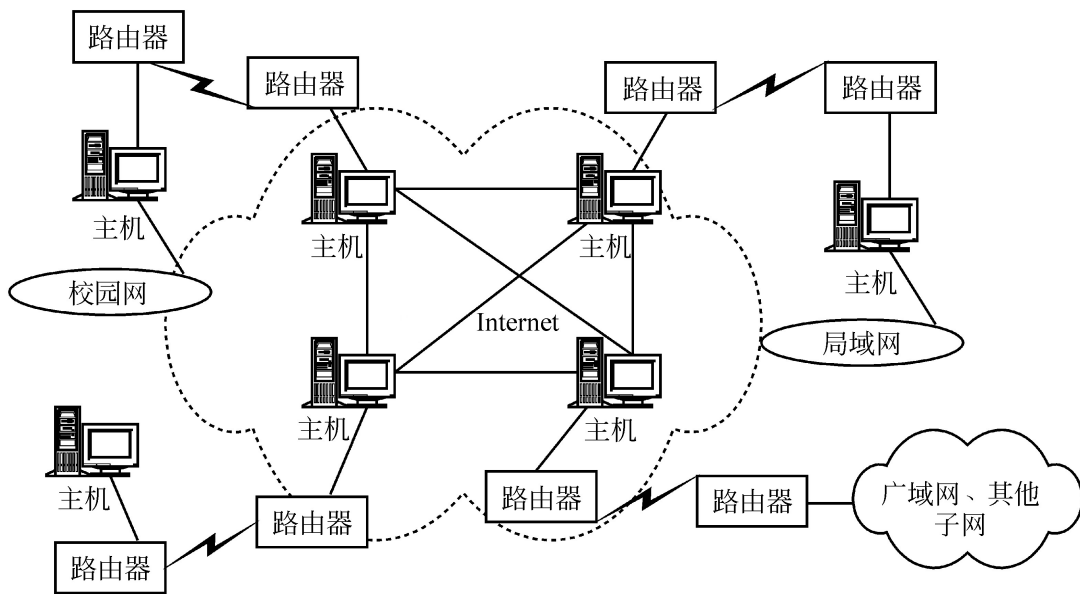 路由器
路由器
路由器
路由器
主机
主机
主机
主机
校园网
Internet
局域网
主机
主机
主机
路由器
路由器
路由器
路由器
广域网、其他
子网